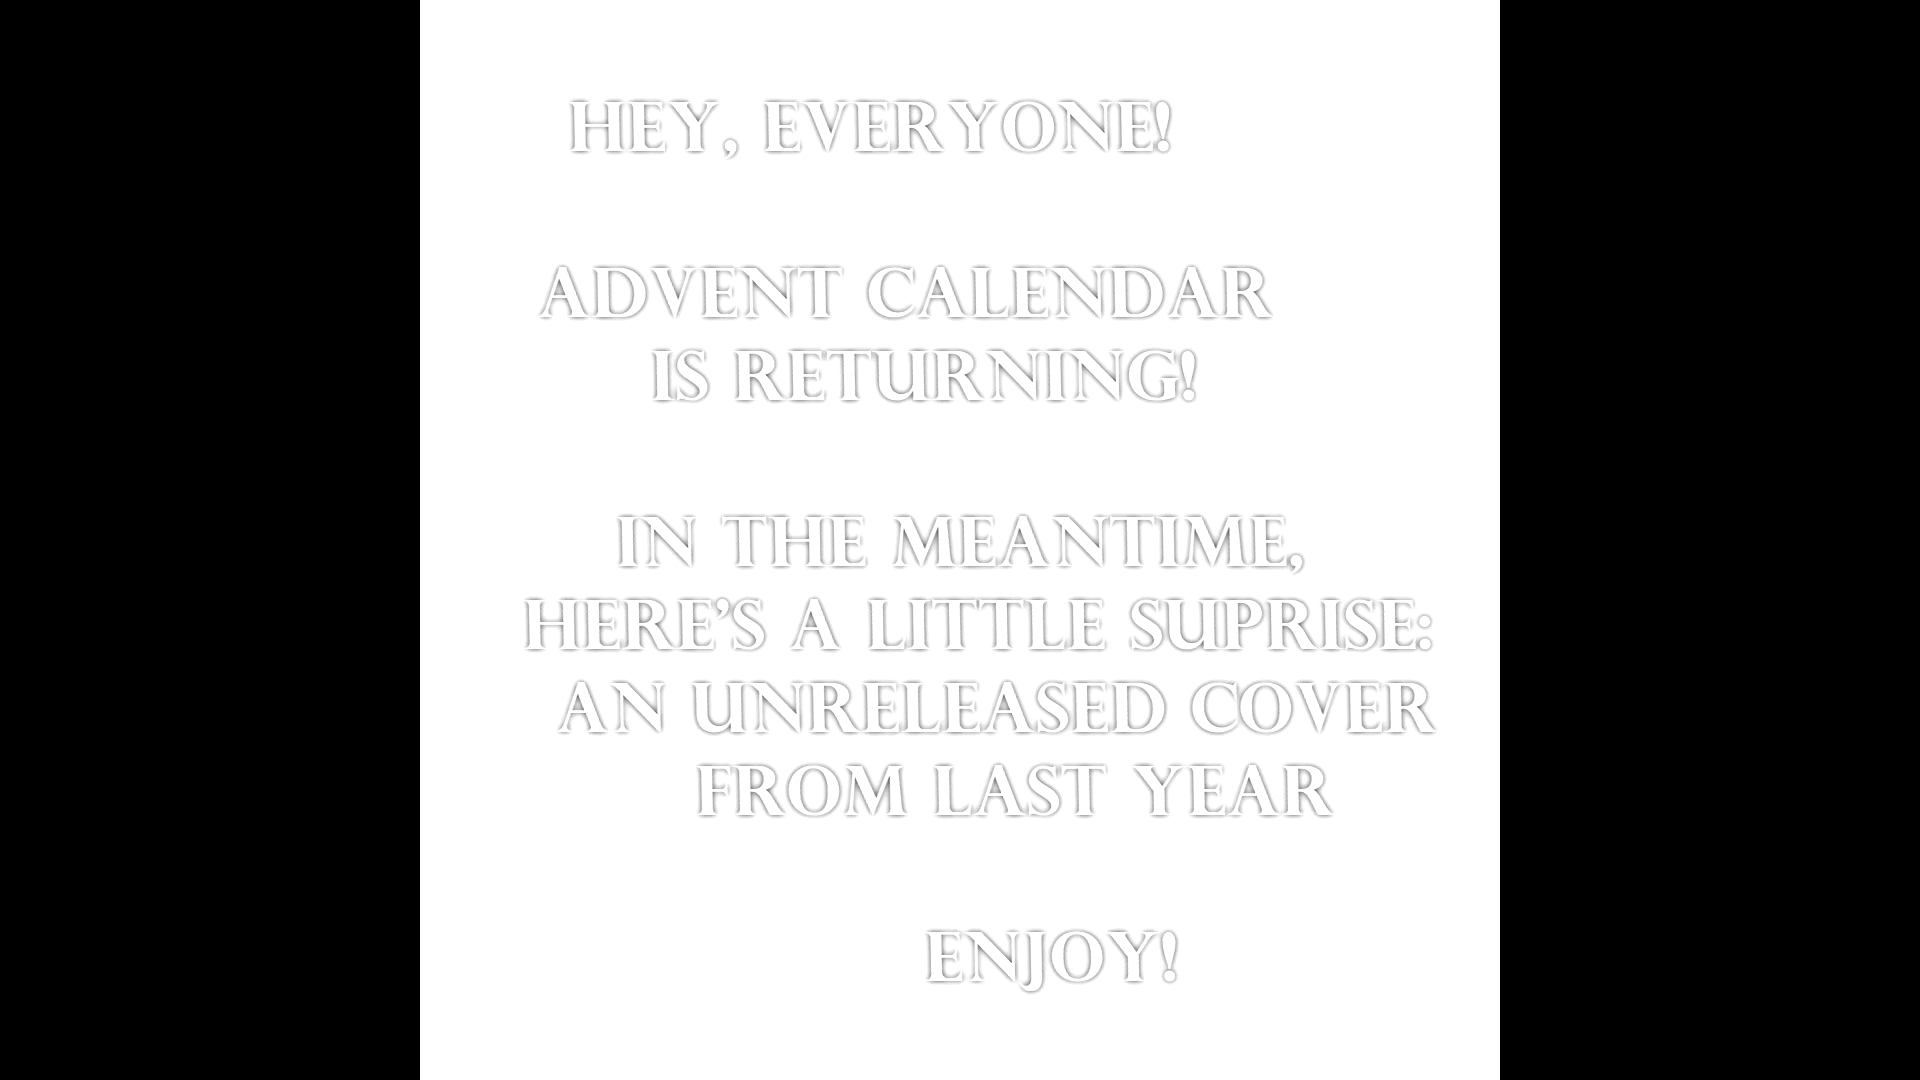 HEY, EVERYONE!
ADVENT CALENDAR
IS RETURNING!
IN THE MEANTIME,
HERE'S A LITTLE SUPRISE:
AN UNRELEASED COVER
FROM LAST YEAR
ENJOY!